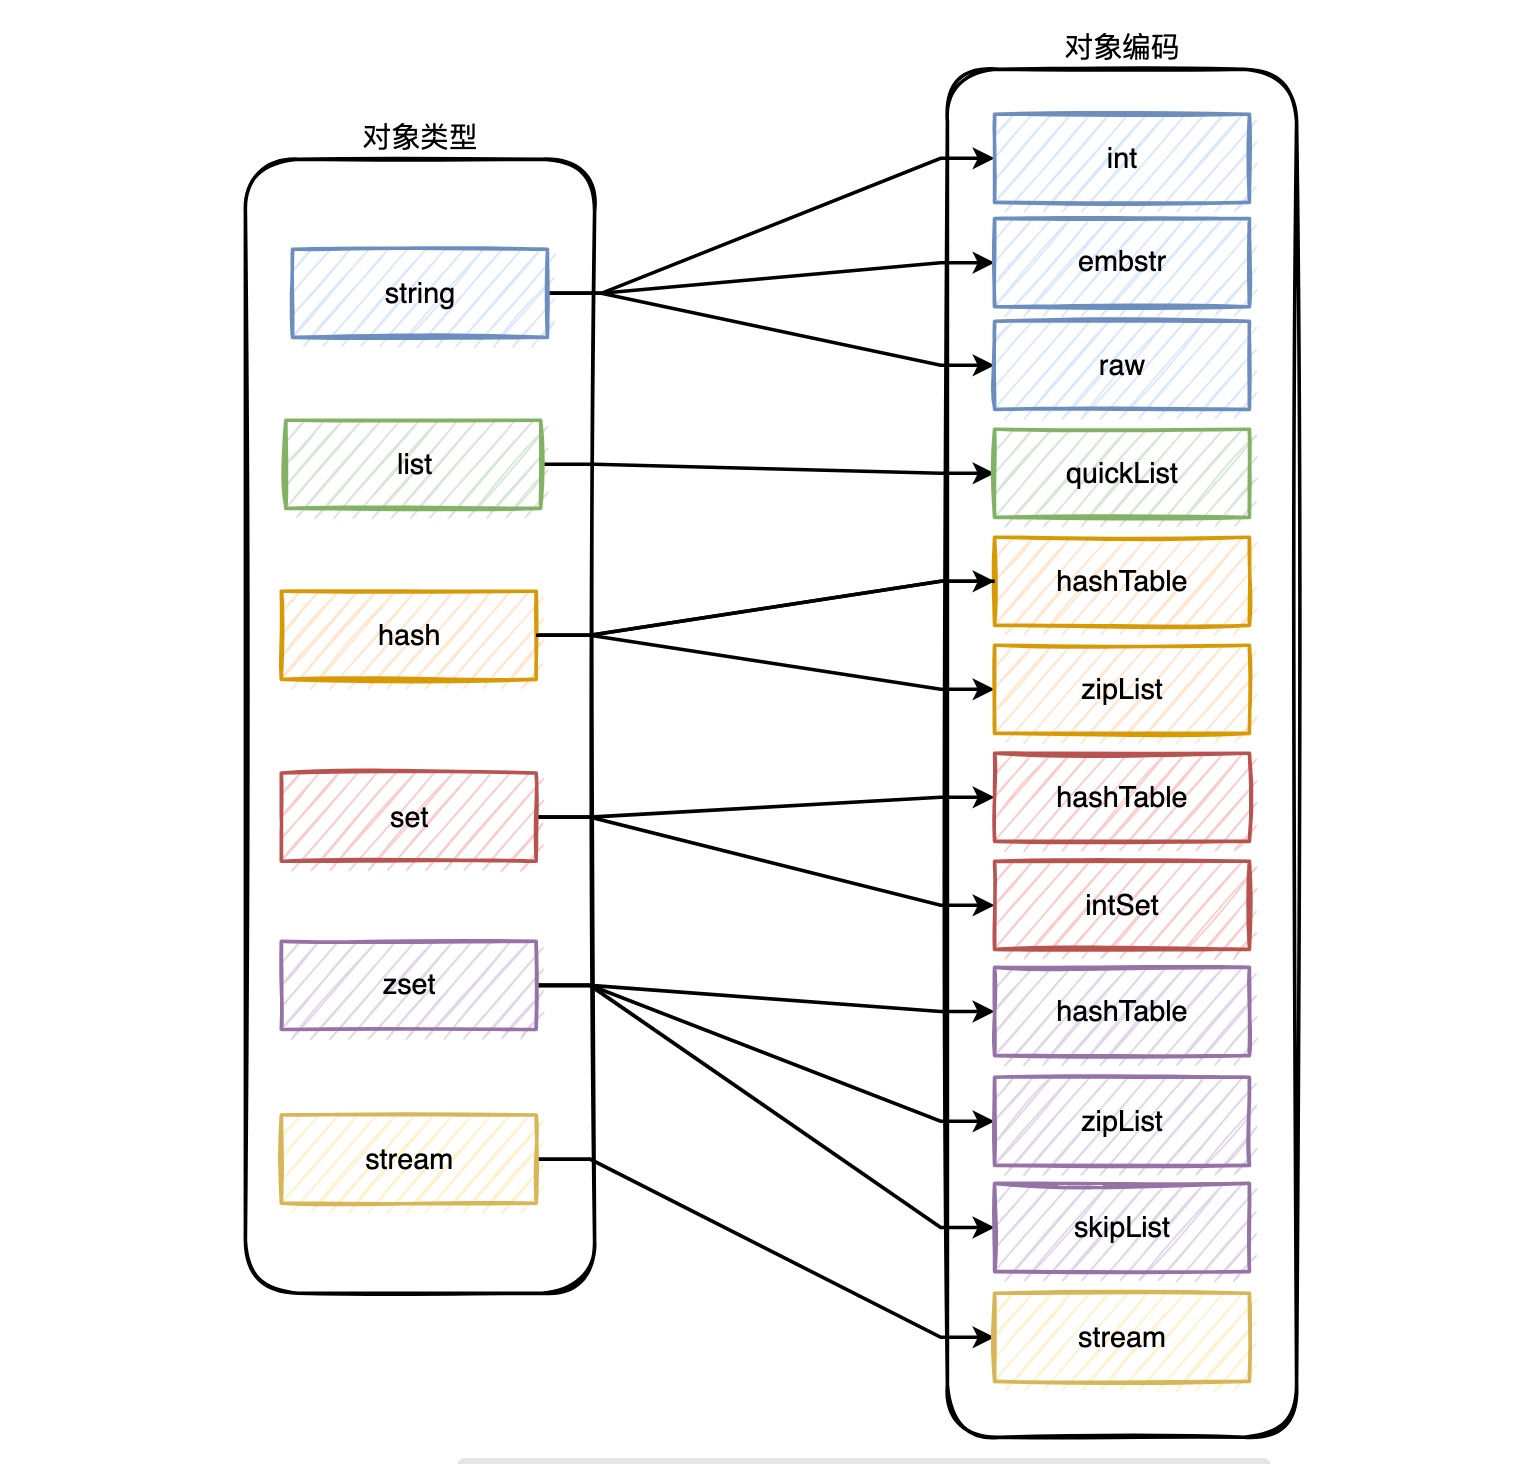 对象类型
string
list
hash
set
zset
stream
对象编码
int
embstr
raw
quickList
hashTable
zipList
hashTable
intSet
hashTable
zipList
skipList
stream